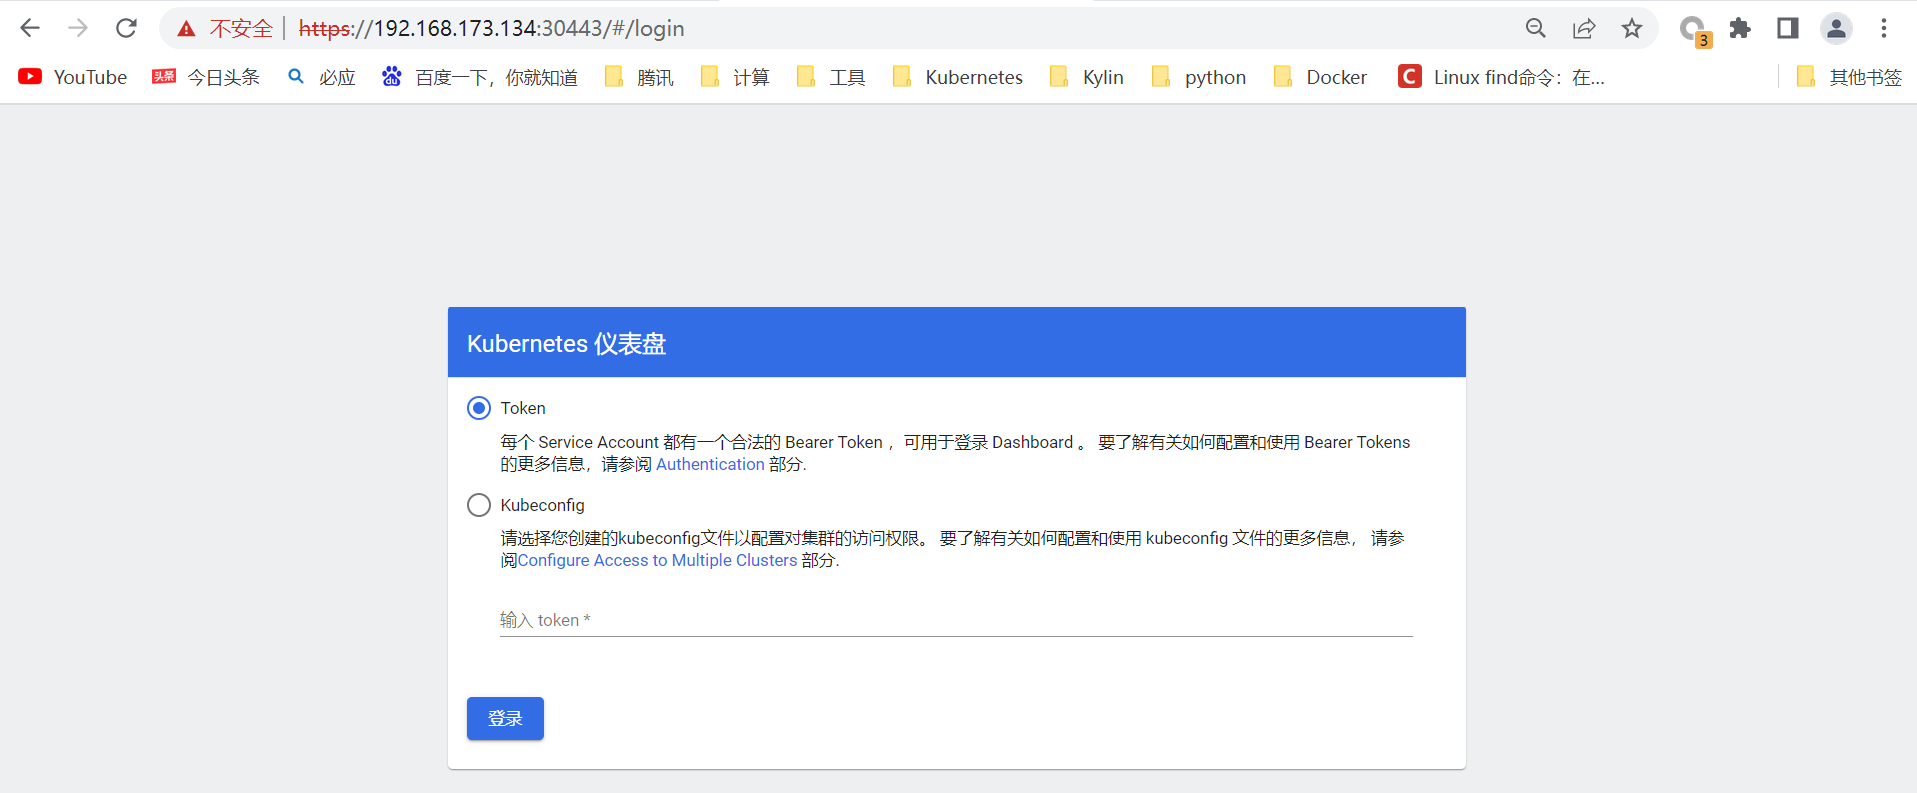 不安全 | https://192.168.173.134:30443/#/login
3
YouTube 头条 今日头条 必应 du 百度一下，你就知道 腾讯 计算 工具 Kubernetes Kylin python Docker C Linux find命令：在... 其他书签
Kubernetes 仪表盘
Token
每个 Service Account 都有一个合法的 Bearer Token ，可用于登录 Dashboard 。 要了解有关如何配置和使用 Bearer Tokens
的更多信息，请参阅 Authentication 部分.
Kubeconfig
请选择您创建的kubeconfig文件以配置对集群的访问权限。 要了解有关如何配置和使用 kubeconfig 文件的更多信息， 请参
阅Configure Access to Multiple Clusters 部分.
输入 token *
登录